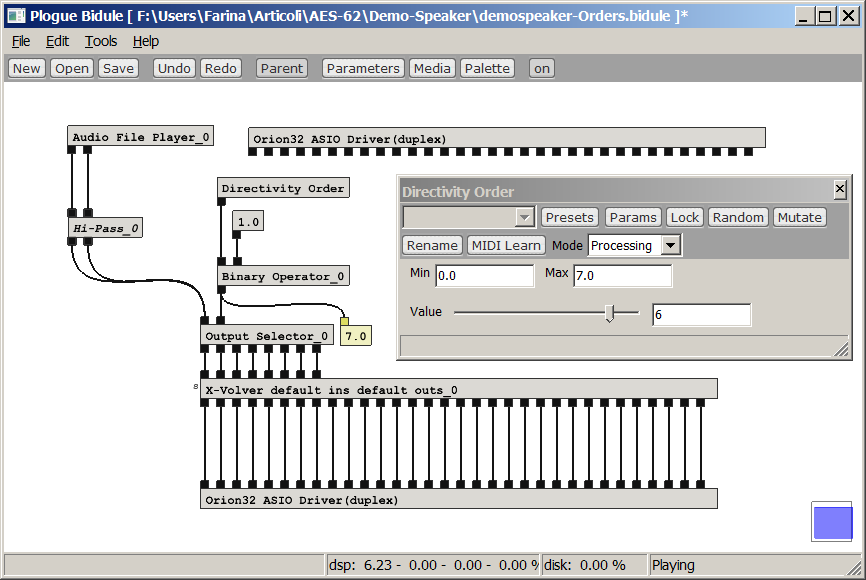 Plogue Bidule [ F:\Users\Farina\Articoli\AES-62\Demo-Speaker\demospeaker-Orders.bidule ]*
File Edit Tools Help
New Open Save Undo Redo Parent Parameters Media Palette on
Audio File Player_0
Orion32 ASIO Driver(duplex)
Directivity Order
1.0
Hi-Pass_0
Binary Operator_0
Output Selector_0
7.0
s
X-Volver default ins default outs_0
Orion32 ASIO Driver(duplex)
Directivity Order
Presets Params Lock Random Mutate
Rename MIDI Learn Mode Processing
Min 0.0 Max 7.0
Value 6
dsp: 6.23 - 0.00 - 0.00 - 0.00 % disk: 0.00 % Playing